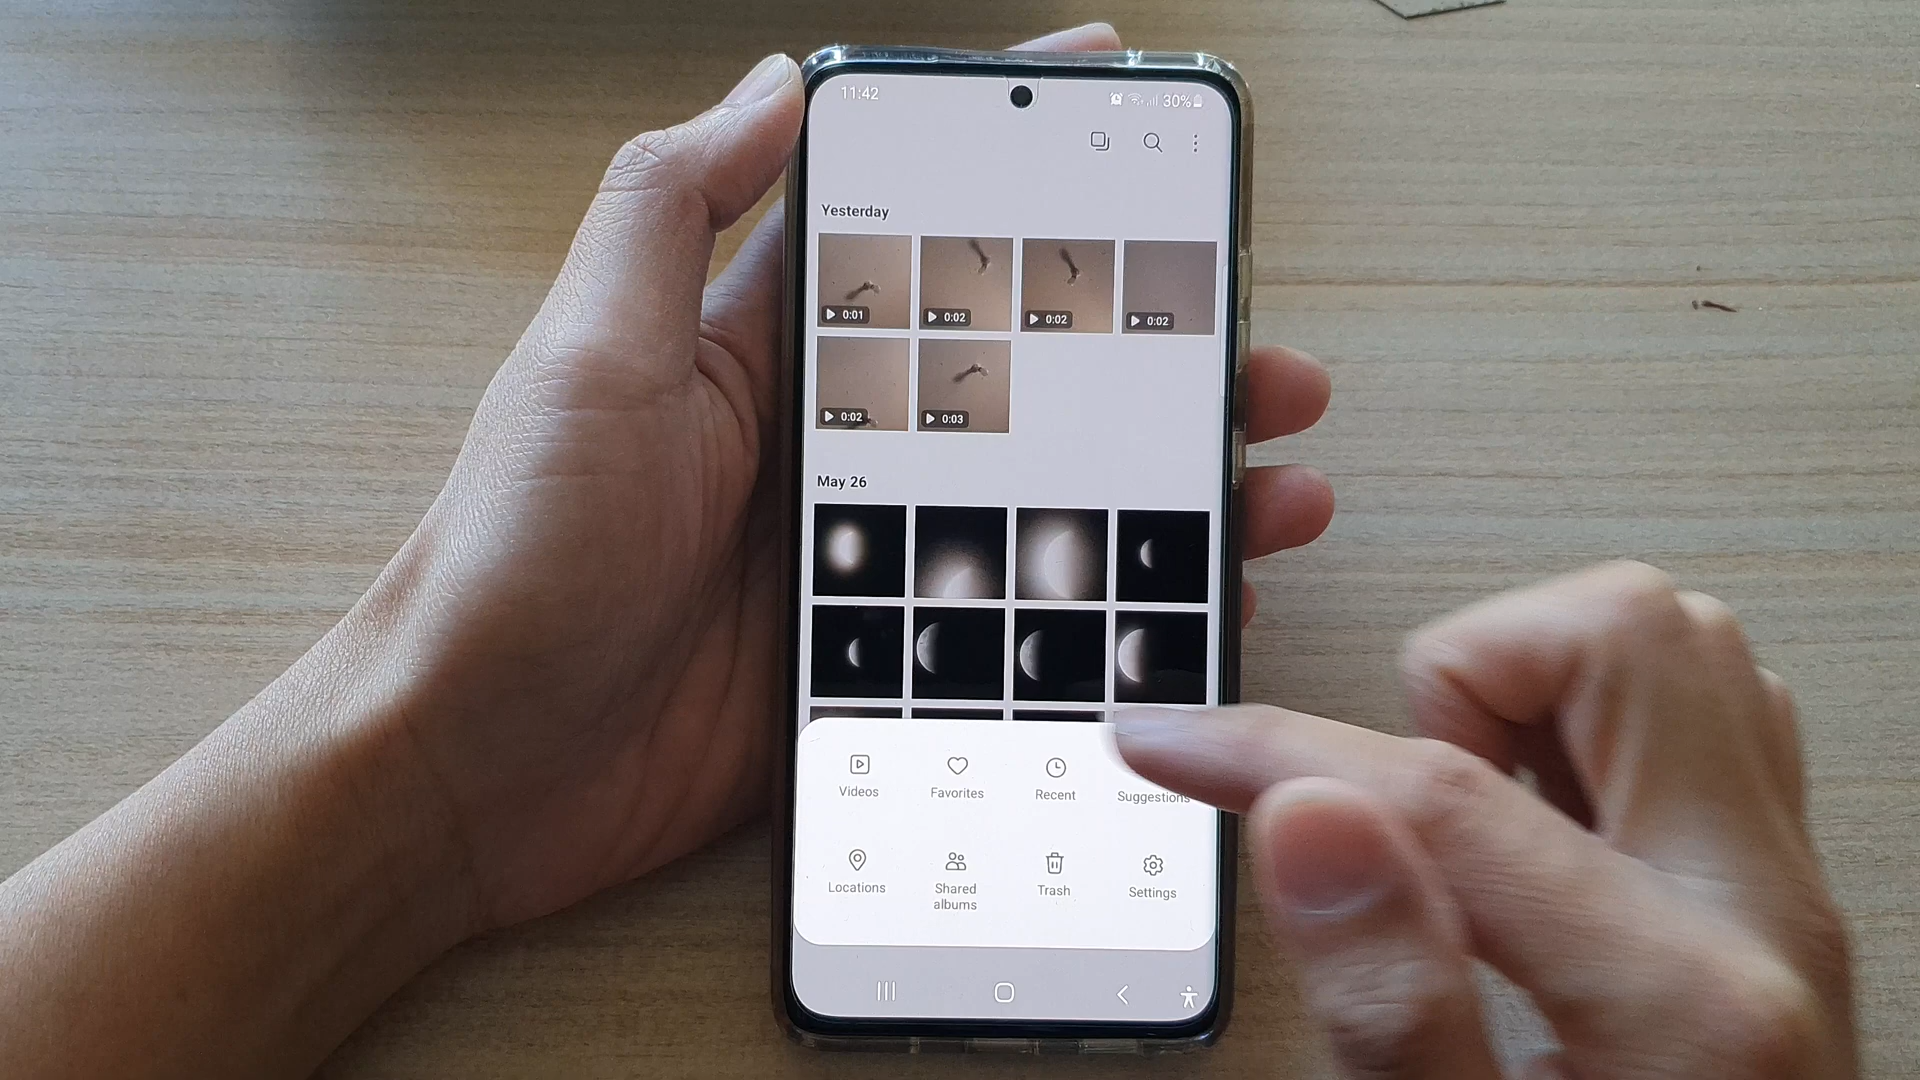 11:42
30%
Yesterday
0:01
0:02
0:02
0:02
0:02
0:03
May 26
Videos
Favorites
Recent
Suggestions
Locations
Shared
albums
Trash
Settings